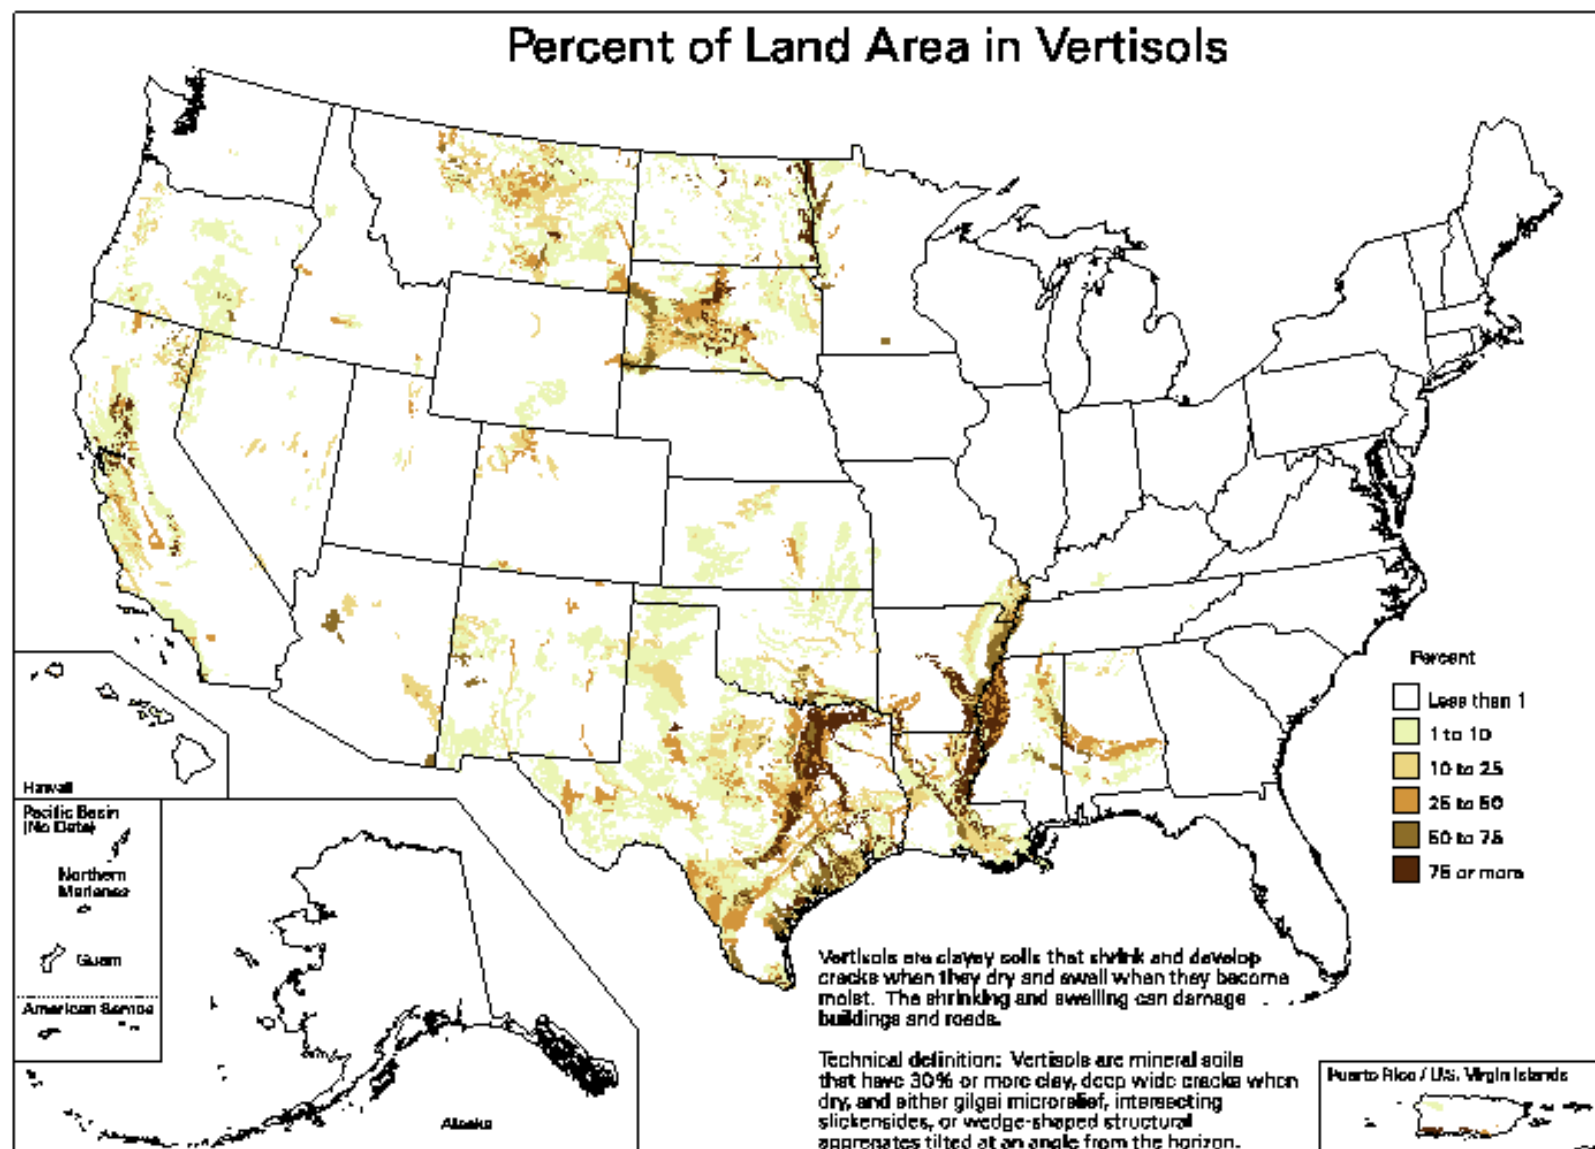 Percent of Land Area in Vertisols
Percent
Less than 1
1 to 10
10 to 25
25 to 50
50 to 75
75 or more
Hawaii
Pacific Basin
(No Data)
Northern
Marianas
Guam
American Samoa
Alaska
Vertisols are clayey soils that shrink and develop
cracks when they dry and swell when they become
moist. The shrinking and swelling can damage
buildings and roads.
Technical definition: Vertisols are mineral soils
that have 30% or more clay, deep wide cracks when
dry, and either gilgai microrelief, intersecting
slickensides, or wedge-shaped structural
aggregates tilted at an angle from the horizon.
Puerto Rico / U.S. Virgin Islands